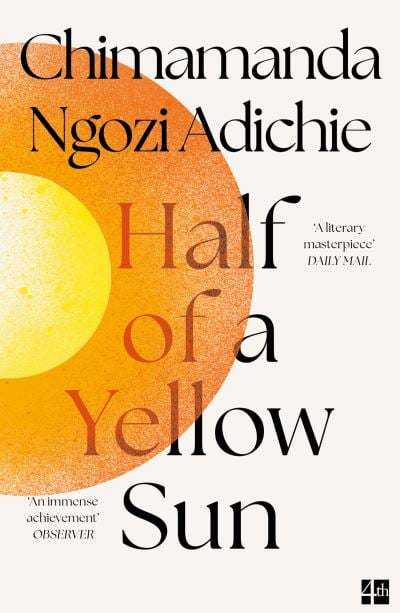 Chimamanda
Ngozi Adichie
Half
of a
Yellow
Sun
‘A literary
masterpiece’
DAILY MAIL
‘An immense
achievement’
OBSERVER
4th